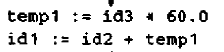 temp1 := id3 * 60.0
id1 := id2 + temp1